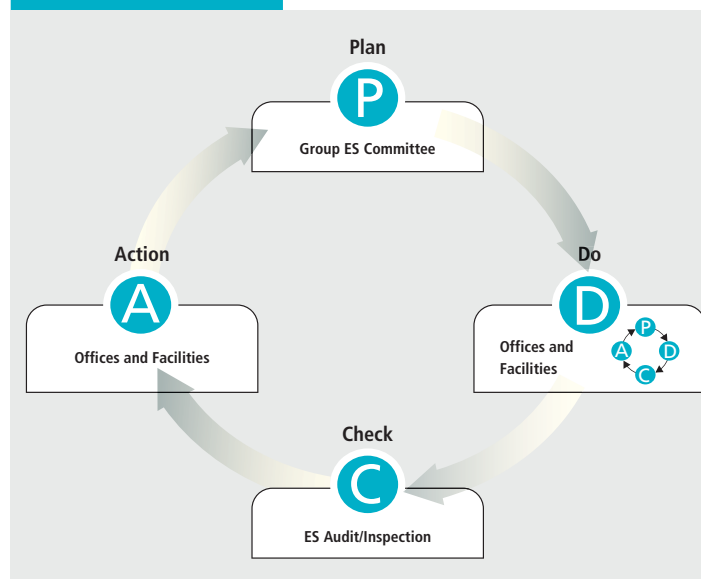 Plan
P
Group ES Committee
Action
A
Offices and Facilities
Do
D
Offices and
Facilities
P
A
D
C
Check
C
ES Audit/Inspection